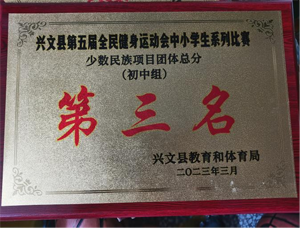 兴文县第五届全民健身运动会中小学生系列比赛
少数民族项目团体总分
（初中组）
第三名
兴文县教育和体育局
二〇二三年三月